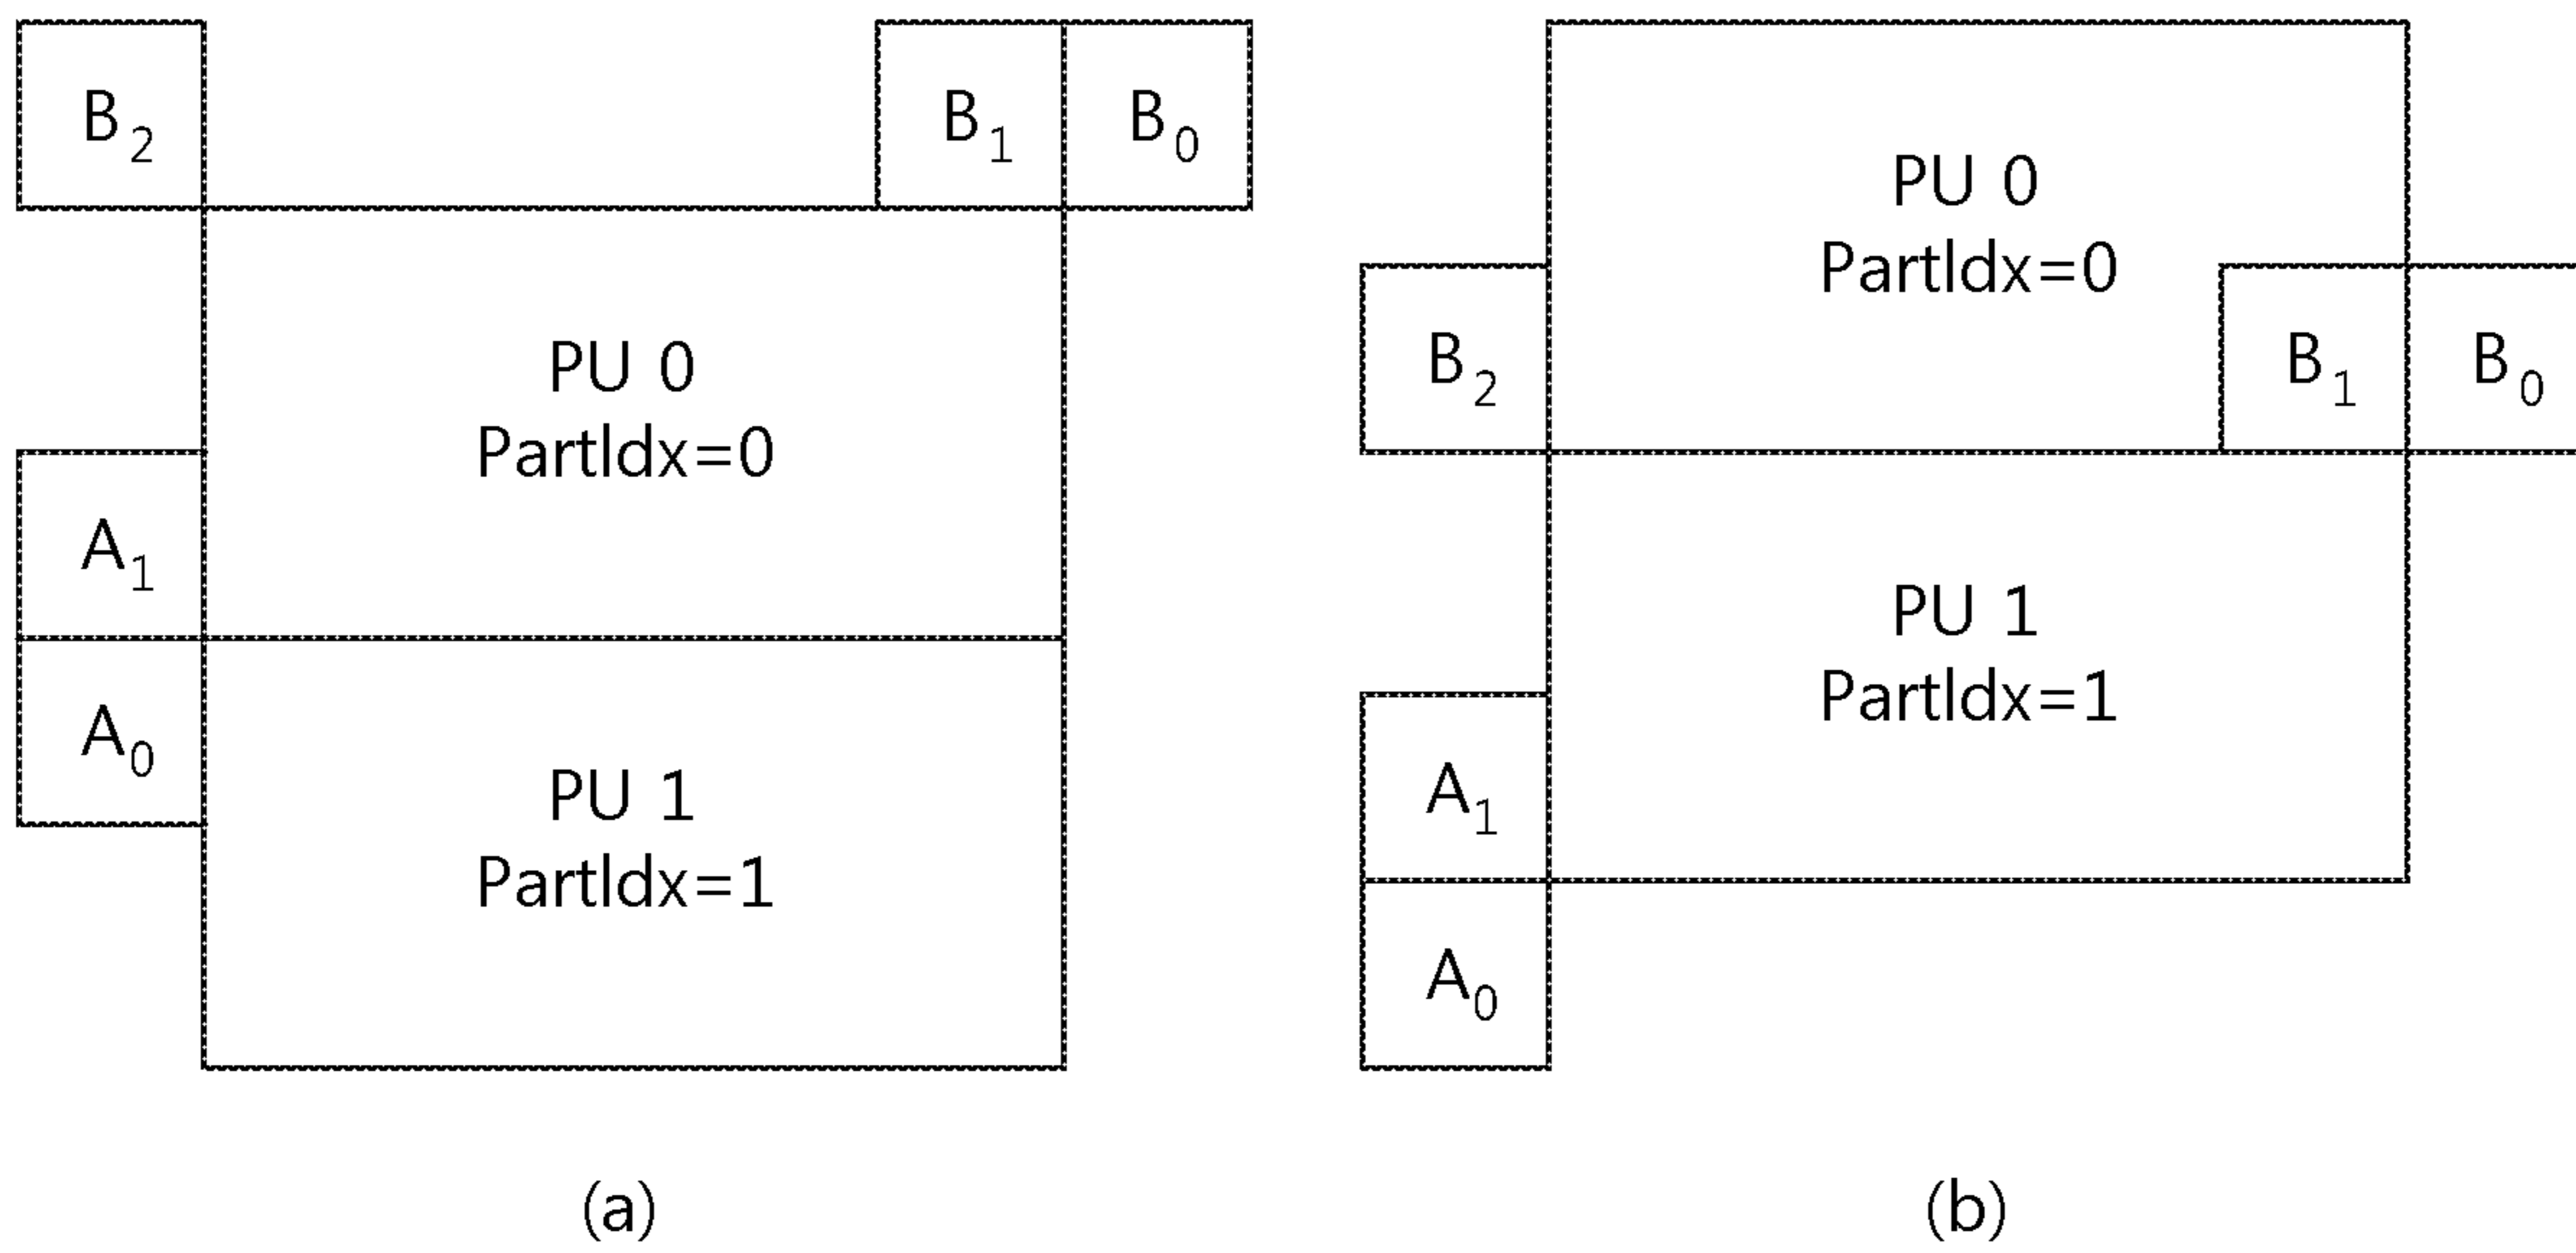 B2
B1
B0
PU 0
PartIdx=0
A1
A0
PU 1
PartIdx=1
(a)
PU 0
PartIdx=0
B2
B1
B0
PU 1
PartIdx=1
A1
A0
(b)